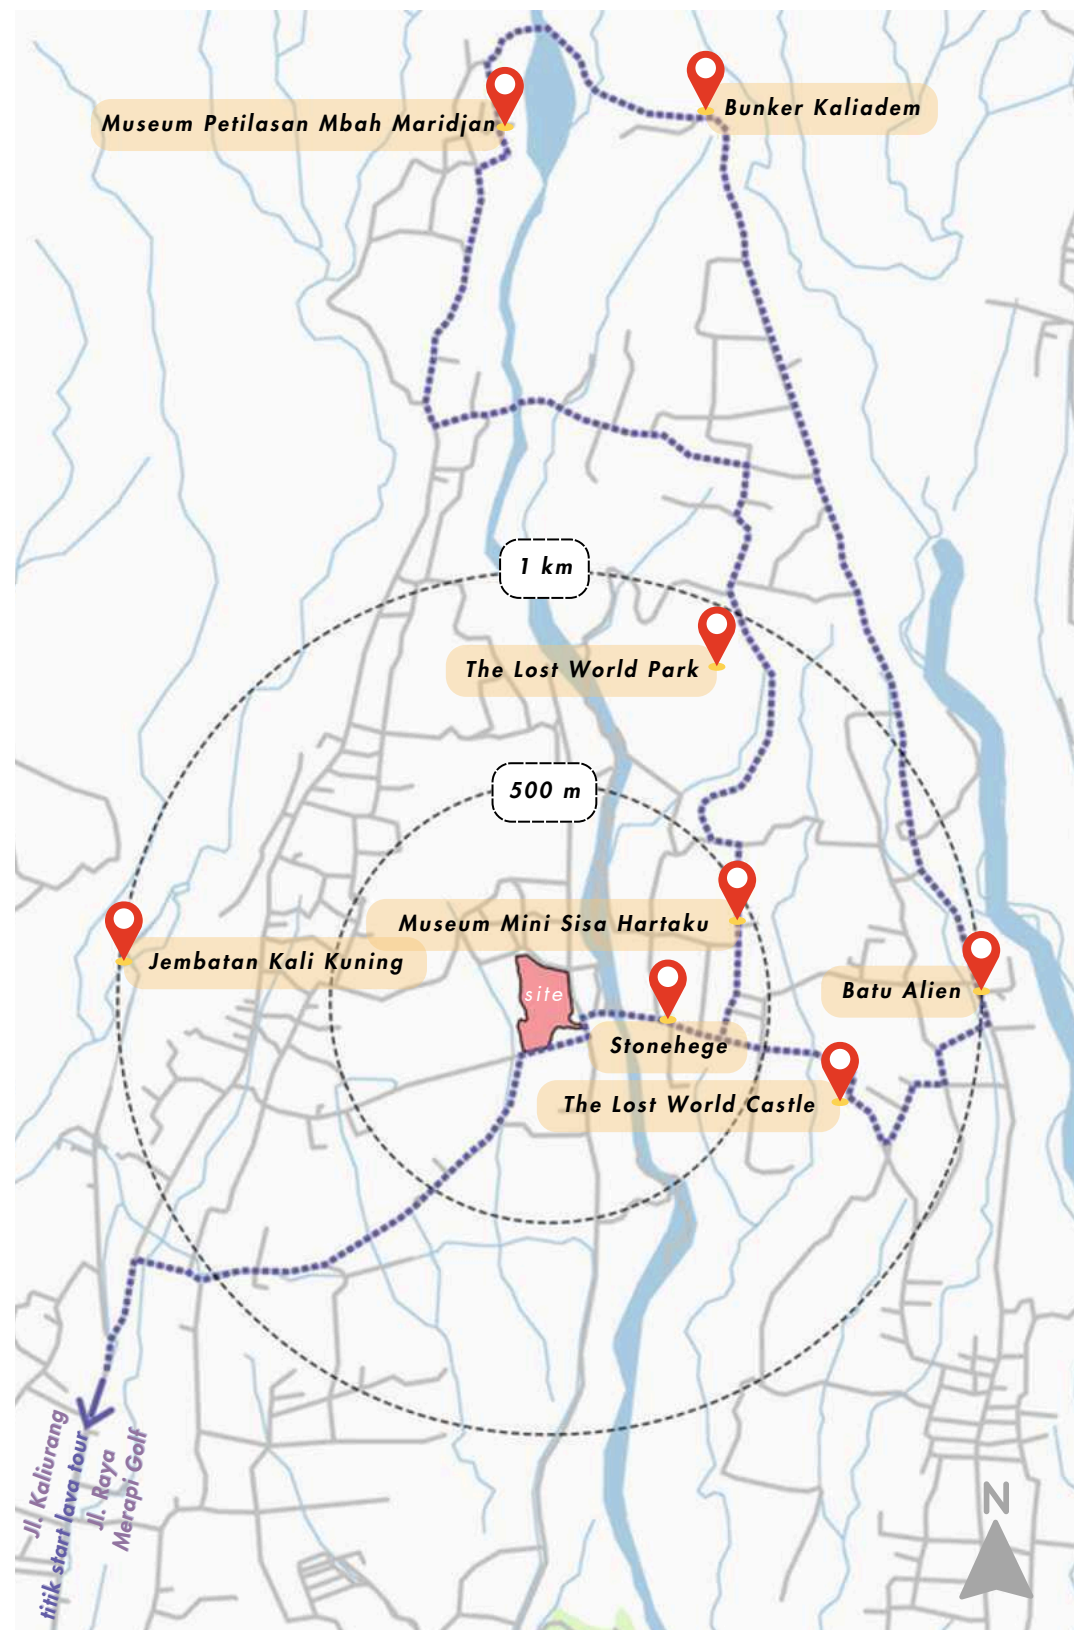 Bunker Kaliadem
Museum Petilasan Mbah Maridjan
1 km
The Lost World Park
500 m
Museum Mini Sisa Hartaku
Jembatan Kali Kuning
Batu Alien
site
Stonehege
The Lost World Castle
Jl. Kaliurang
titik start lava tour
Jl. Raya
Merapi Golf
N